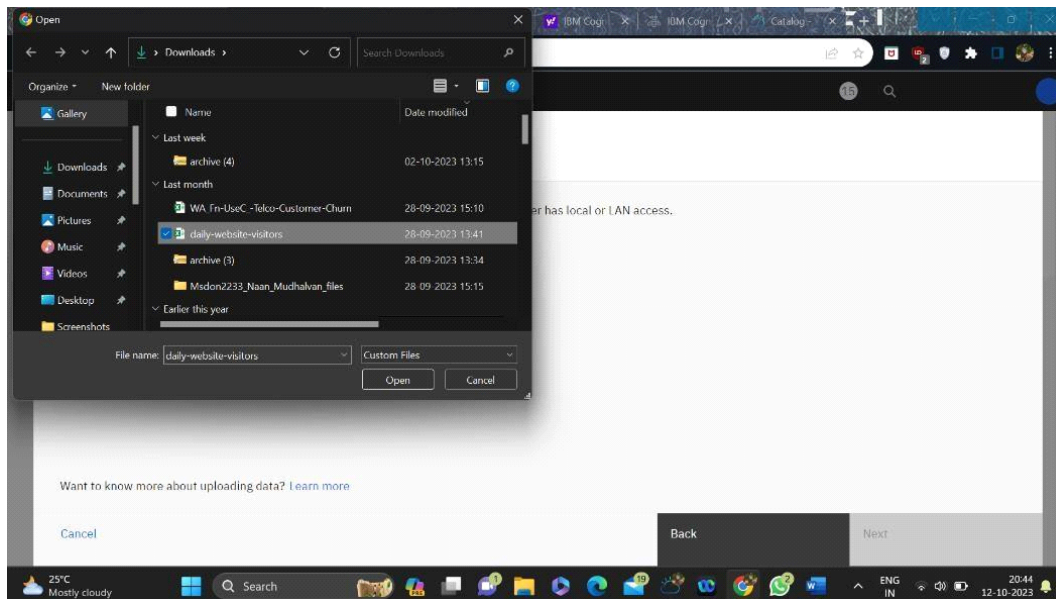 Open
IBM Cogn
IBM Cogn
Catalog -
Downloads
Search Downloads
Organize
New folder
15
Gallery
Name
Date modified
Last week
Downloads
archive (4)
02-10-2023 13:15
Documents
Last month
Pictures
WA_Fn-UseC_-Telco-Customer-Churn
28-09-2023 15:10
er has local or LAN access.
Music
daily-website-visitors
28-09-2023 13:41
Videos
archive (3)
28-09-2023 13:34
Desktop
Msdon2233_Naan_Mudhalvan_files
28-09-2023 15:15
Screenshots
Earlier this year
File name:
daily-website-visitors
Custom Files
Open
Cancel
Want to know more about uploading data? Learn more
Cancel
Back
Next
25°C
Mostly cloudy
Search
19
2
ENG
IN
20:44
12-10-2023